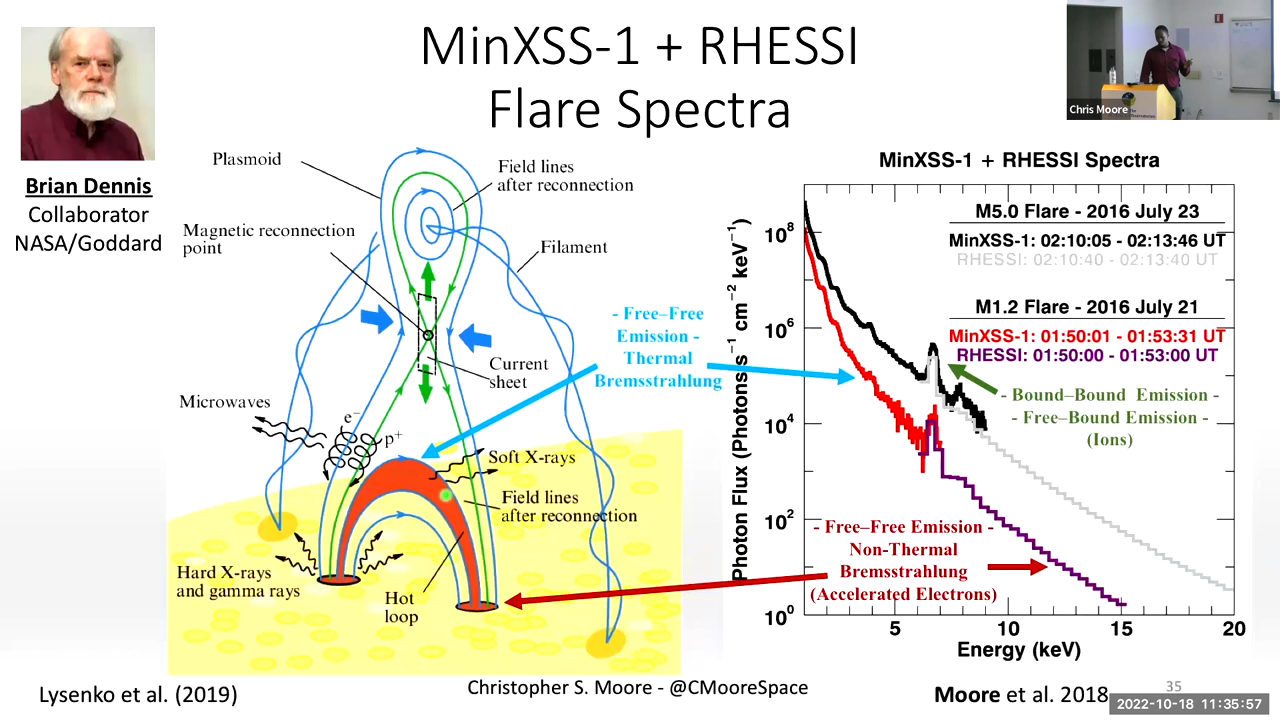 MinXSS-1 + RHESSI
Flare Spectra
Chris Moore
Brian Dennis
Collaborator
NASA/Goddard
Plasmoid
Field lines
after reconnection
Magnetic reconnection
point
Filament
Current
sheet
Microwaves
e⁻
p⁺
Soft X-rays
Field lines
after reconnection
Hard X-rays
and gamma rays
Hot
loop
- Free–Free
Emission -
Thermal
Bremsstrahlung
MinXSS-1 + RHESSI Spectra
M5.0 Flare - 2016 July 23
MinXSS-1: 02:10:05 - 02:13:46 UT
RHESSI: 02:10:40 - 02:13:40 UT
M1.2 Flare - 2016 July 21
MinXSS-1: 01:50:01 - 01:53:31 UT
RHESSI: 01:50:00 - 01:53:00 UT
- Bound–Bound Emission -
- Free–Bound Emission -
(Ions)
- Free–Free Emission -
Non-Thermal
Bremsstrahlung
(Accelerated Electrons)
Photon Flux (Photons s⁻¹ cm⁻² keV⁻¹)
10⁸
10⁶
10⁴
10²
10⁰
5 10 15 20
Energy (keV)
Lysenko et al. (2019)
Christopher S. Moore - @CMooreSpace
Moore et al. 2018
35
2022-10-18 11:35:57